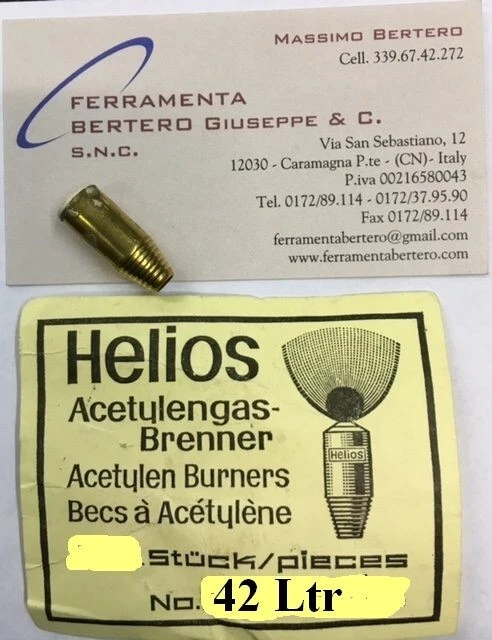 MASSIMO BERTERO
Cell. 339.67.42.272
FERRAMENTA
BERTERO GIUSEPPE & C.
S.N.C.
Via San Sebastiano, 12
12030 - Caramagna P.te - (CN) - Italy
P.iva 00216580043
Tel. 0172/89.114 - 0172/37.95.90
Fax 0172/89.114
ferramentabertero@gmail.com
www.ferramentabertero.com
Helios
Acetylengas-
Brenner
Acetylen Burners
Becs à Acétylène
Helios
Stück/pieces
No. 42 Ltr